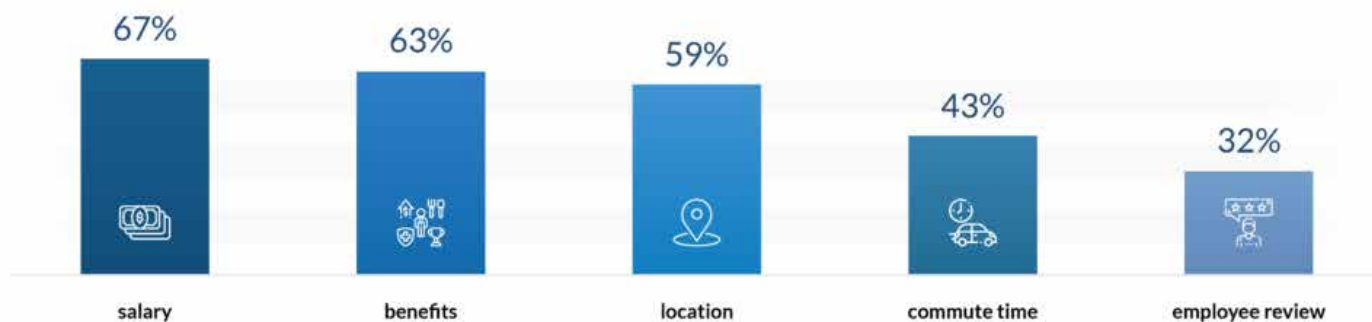 67%
63%
59%
43%
32%
salary
benefits
location
commute time
employee review